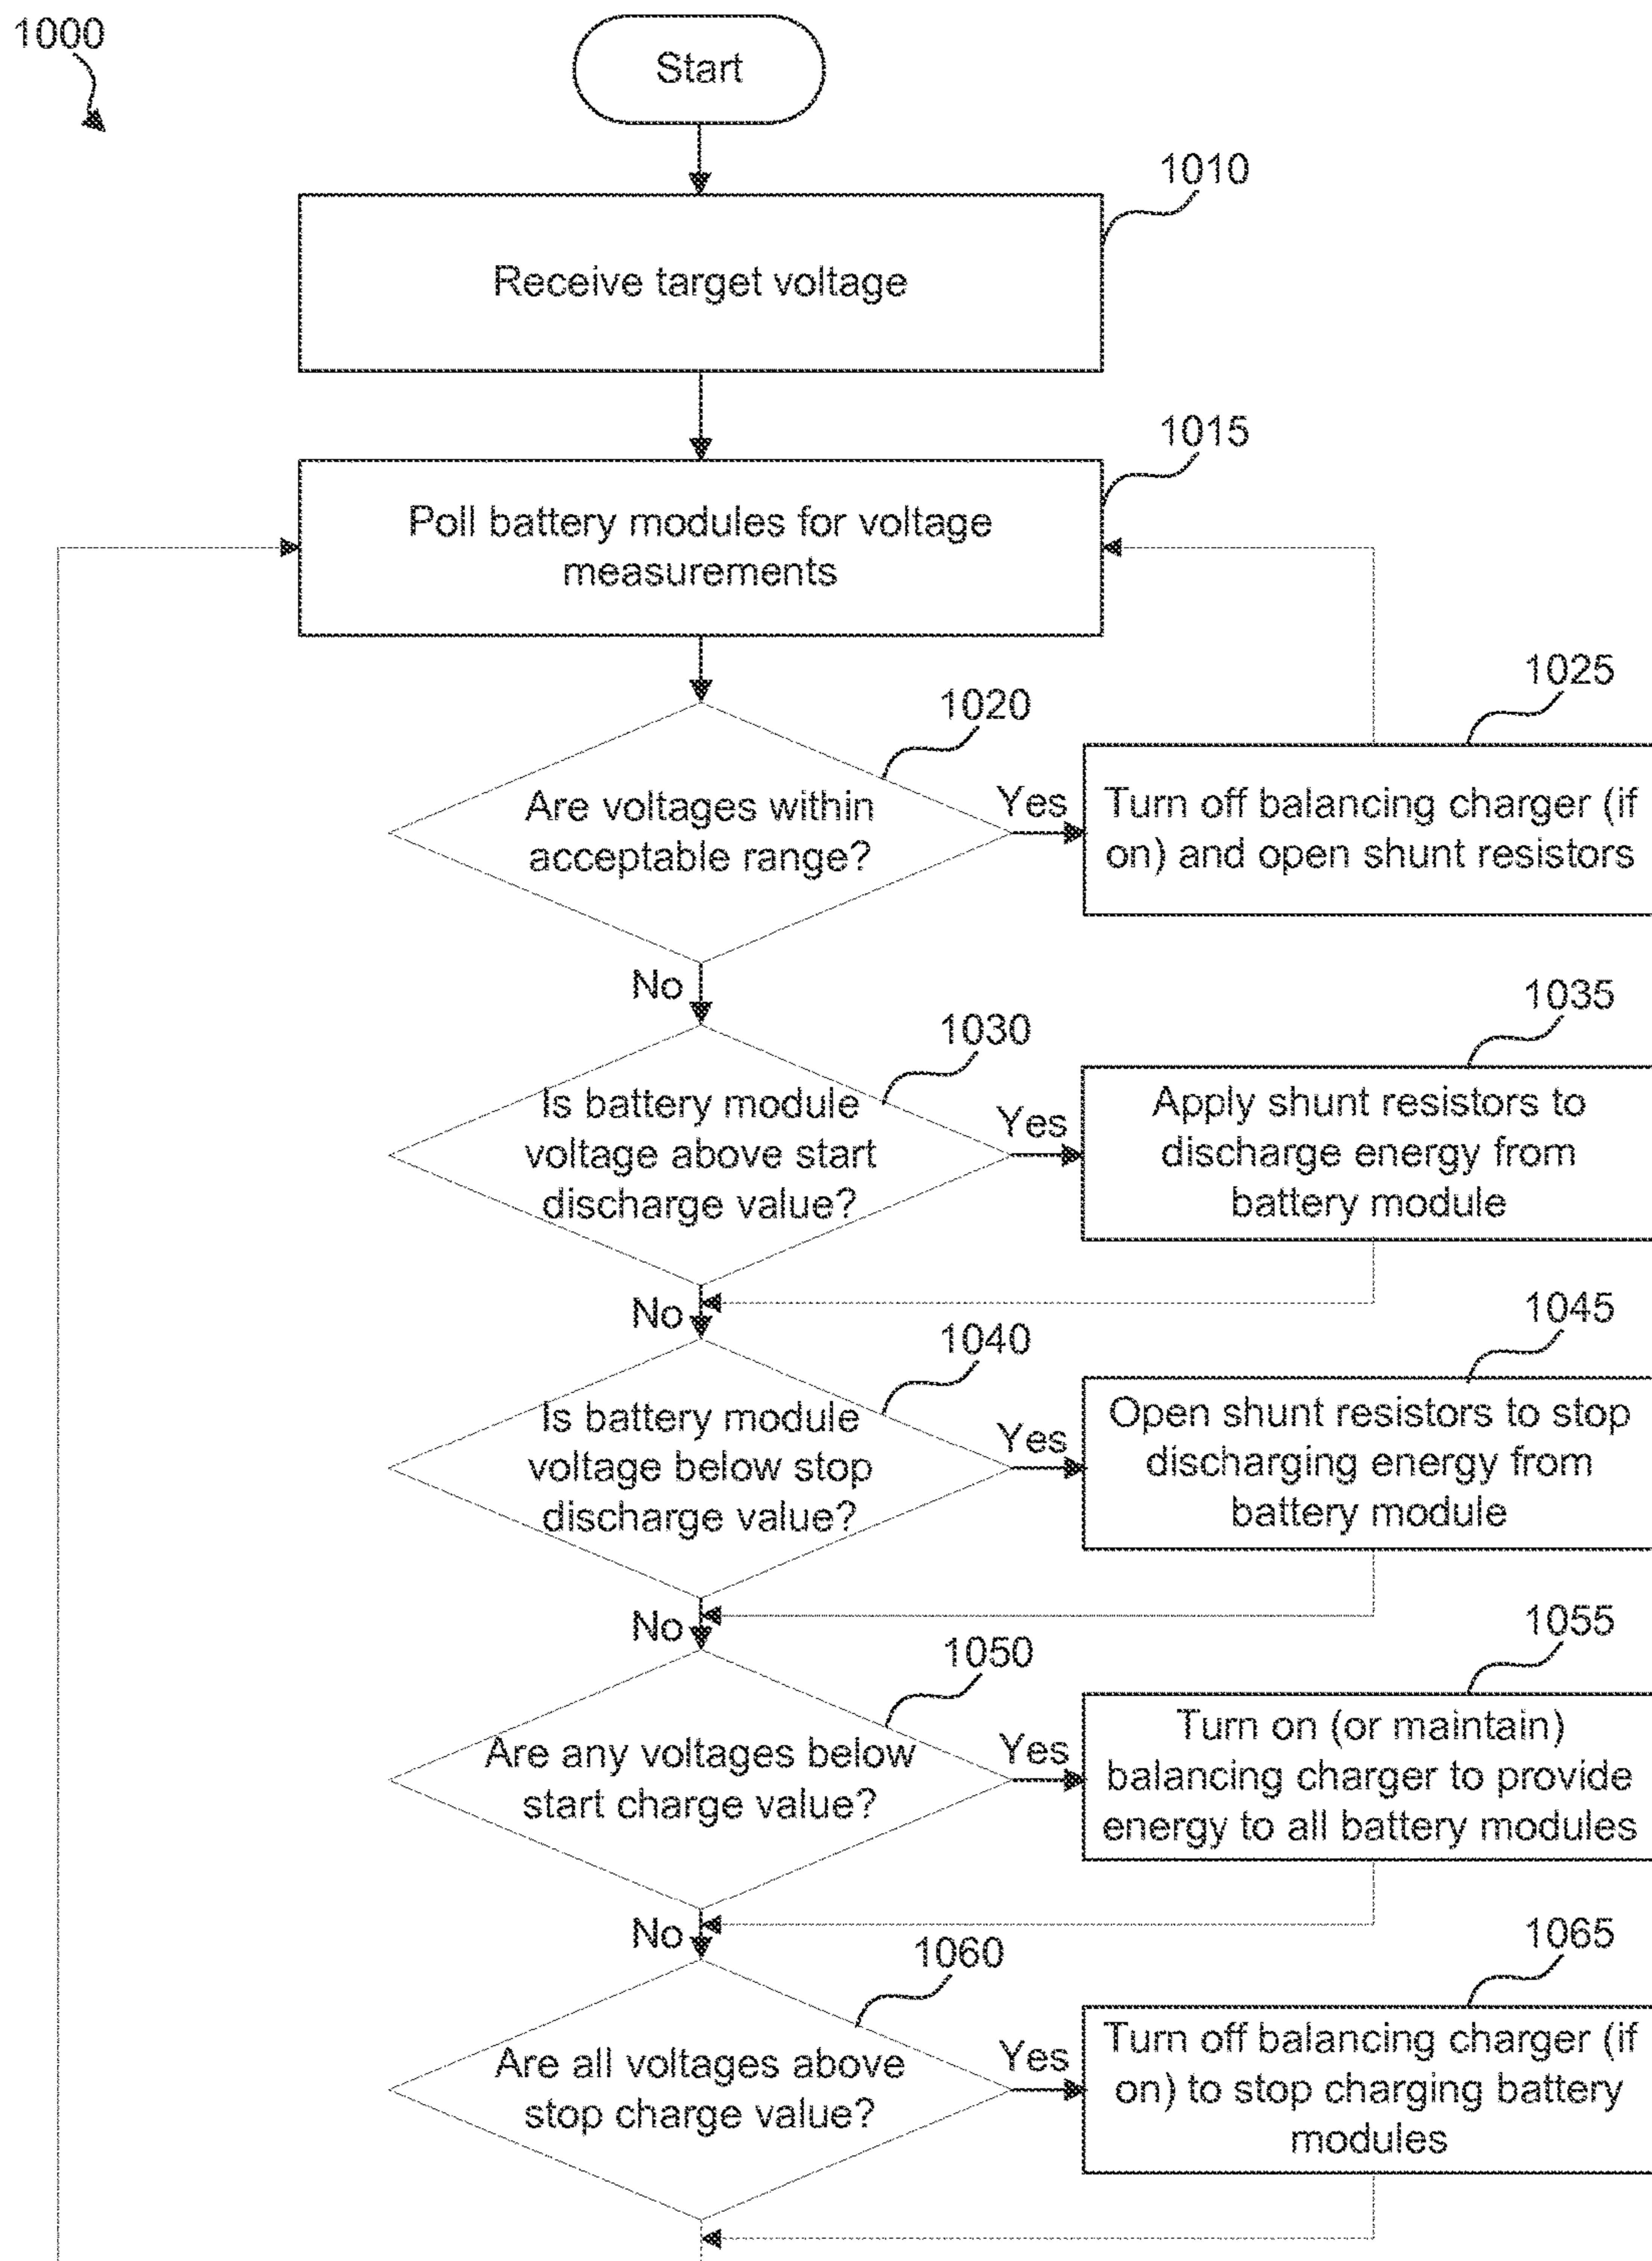 1000
Start
1010
Receive target voltage
1015
Poll battery modules for voltage
measurements
1020
Are voltages within
acceptable range?
Yes
1025
Turn off balancing charger (if
on) and open shunt resistors
No
1030
Is battery module
voltage above start
discharge value?
Yes
1035
Apply shunt resistors to
discharge energy from
battery module
No
1040
Is battery module
voltage below stop
discharge value?
Yes
1045
Open shunt resistors to stop
discharging energy from
battery module
No
1050
Are any voltages below
start charge value?
Yes
1055
Turn on (or maintain)
balancing charger to provide
energy to all battery modules
No
1060
Are all voltages above
stop charge value?
Yes
1065
Turn off balancing charger (if
on) to stop charging battery
modules